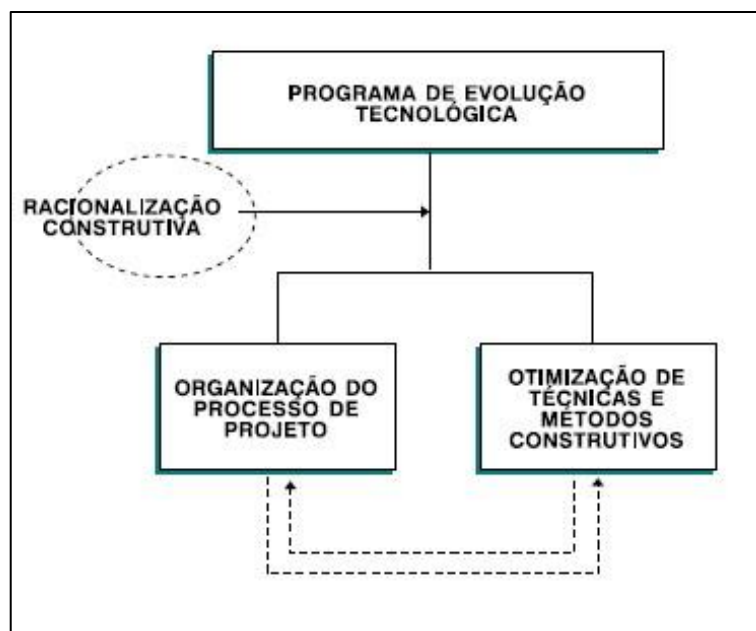 PROGRAMA DE EVOLUÇÃO
TECNOLÓGICA
RACIONALIZAÇÃO
CONSTRUTIVA
ORGANIZAÇÃO DO
PROCESSO DE
PROJETO
OTIMIZAÇÃO DE
TÉCNICAS E
MÉTODOS
CONSTRUTIVOS